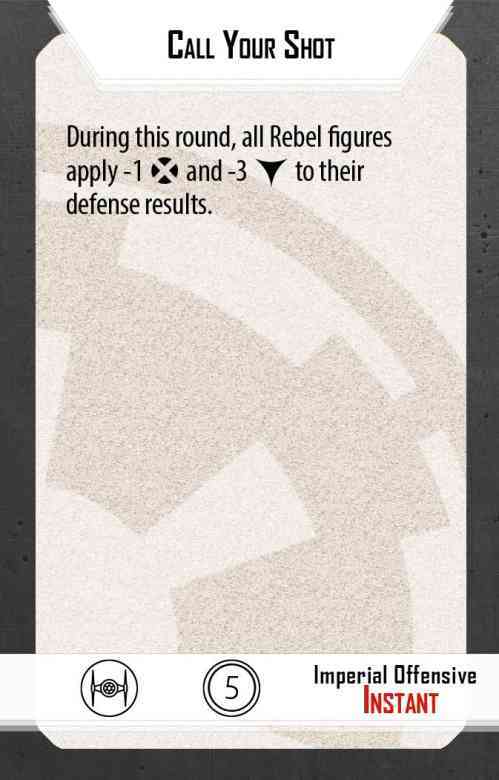 Call Your Shot
During this round, all Rebel figures
apply -1 and -3 to their
defense results.
5
Imperial Offensive
Instant